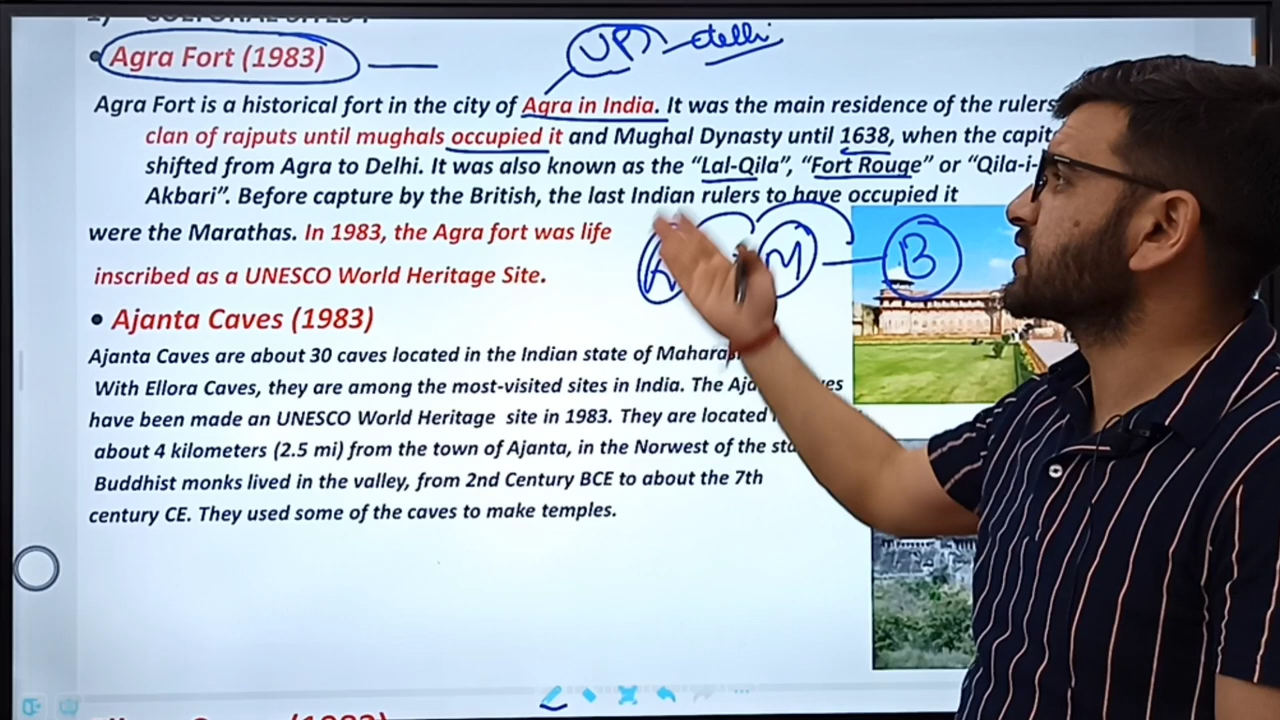 • Agra Fort (1983)
UP - delhi
Agra Fort is a historical fort in the city of Agra in India. It was the main residence of the rulers
clan of rajputs until mughals occupied it and Mughal Dynasty until 1638, when the capit
shifted from Agra to Delhi. It was also known as the “Lal-Qila”, “Fort Rouge” or “Qila-i-
Akbari”. Before capture by the British, the last Indian rulers to have occupied it
were the Marathas. In 1983, the Agra fort was life
M B
inscribed as a UNESCO World Heritage Site.
• Ajanta Caves (1983)
Ajanta Caves are about 30 caves located in the Indian state of Mahara
With Ellora Caves, they are among the most-visited sites in India. The Aja es
have been made an UNESCO World Heritage site in 1983. They are located
about 4 kilometers (2.5 mi) from the town of Ajanta, in the Norwest of the sta
Buddhist monks lived in the valley, from 2nd Century BCE to about the 7th
century CE. They used some of the caves to make temples.